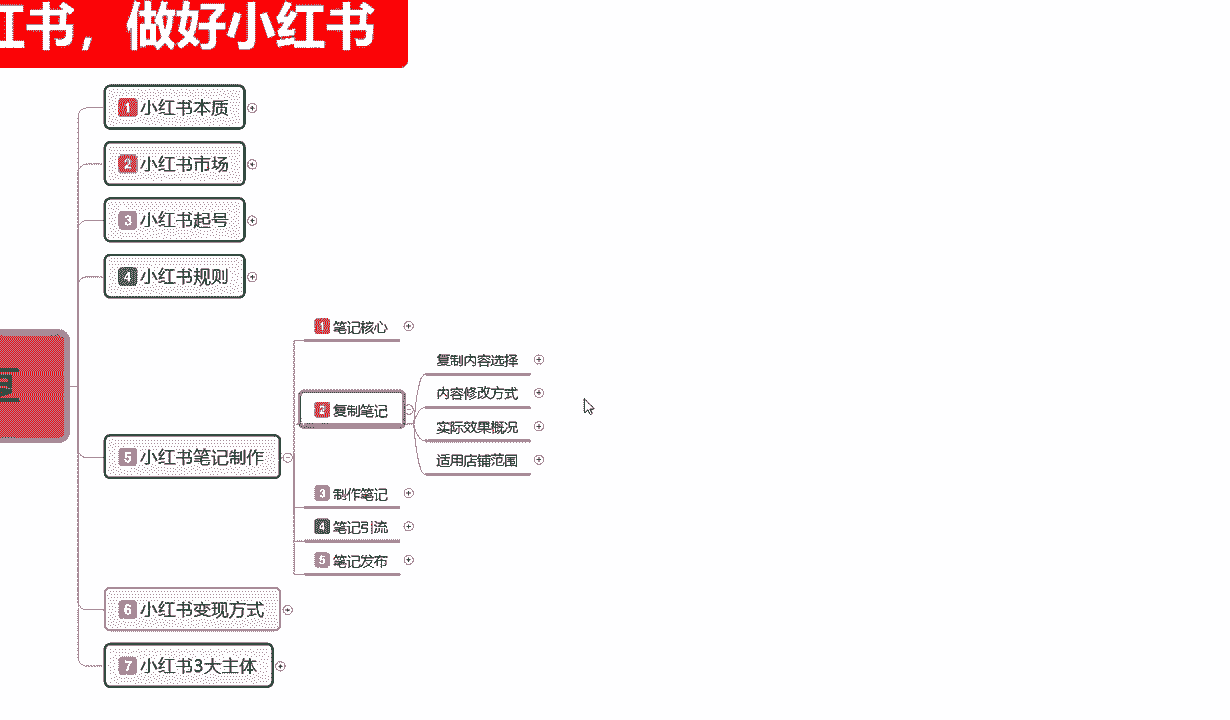 红书，做好小红书
1 小红书本质
2 小红书市场
3 小红书起号
4 小红书规则
1 笔记核心
复制内容选择
内容修改方式
2 复制笔记
实际效果概况
5 小红书笔记制作
适用店铺范围
3 制作笔记
4 笔记引流
5 笔记发布
6 小红书变现方式
7 小红书3大主体